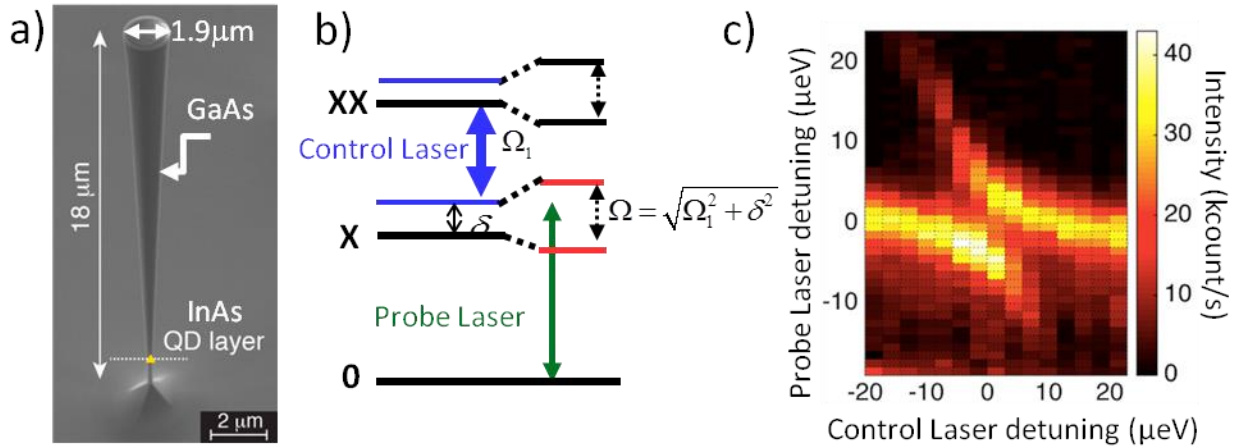 a)
1.9μm
GaAs
18 μm
InAs
QD layer
2 μm
b)
XX
Control Laser
Ω₁
X
δ
Ω = √Ω₁² + δ²
Probe Laser
0
c)
Probe Laser detuning (μeV)
20
10
0
-10
-20 -10 0 10 20
Control Laser detuning (μeV)
40
30
20
10
0
Intensity (kcount/s)